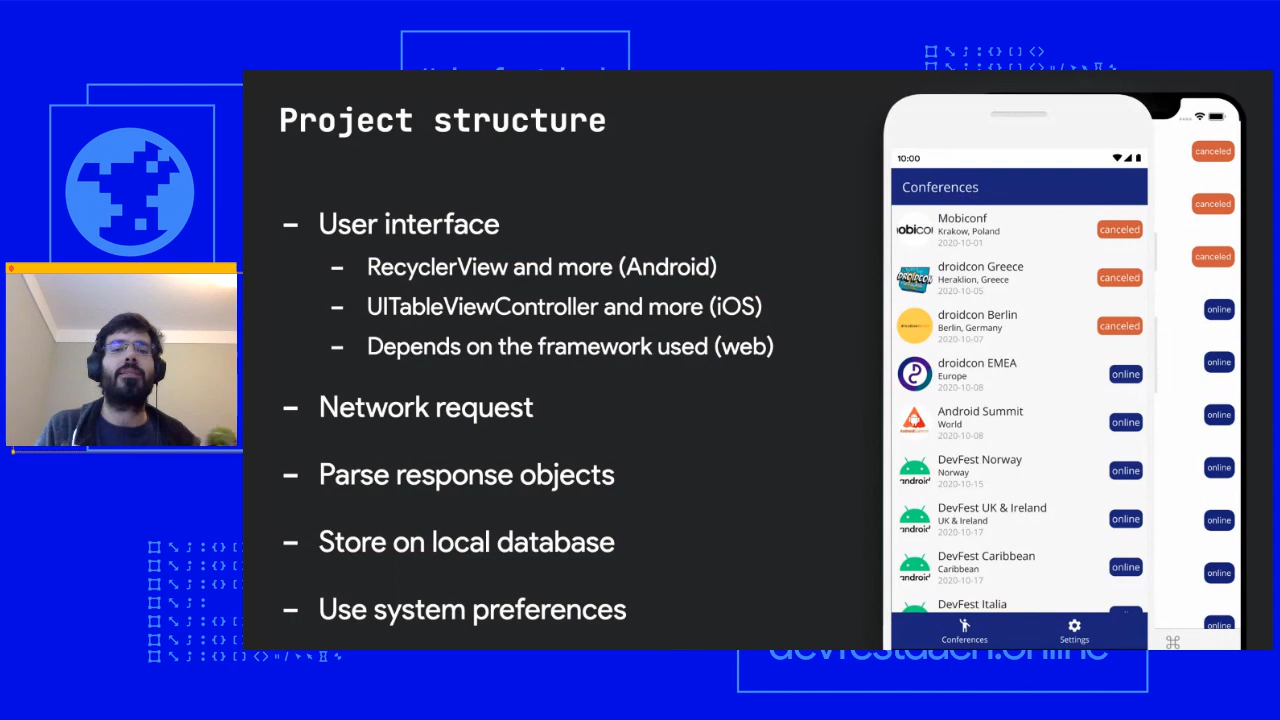 Project structure
– User interface
– RecyclerView and more (Android)
– UITableViewController and more (iOS)
– Depends on the framework used (web)
– Network request
– Parse response objects
– Store on local database
– Use system preferences
10:00
Conferences
Mobiconf
Krakow, Poland
2020-10-01
canceled
droidcon Greece
Heraklion, Greece
2020-10-05
canceled
droidcon Berlin
Berlin, Germany
2020-10-07
canceled
droidcon EMEA
Europe
2020-10-08
online
Android Summit
World
2020-10-08
online
DevFest Norway
Norway
2020-10-15
online
android
DevFest UK & Ireland
UK & Ireland
2020-10-17
online
android
DevFest Caribbean
Caribbean
2020-10-17
online
android
DevFest Italia
Conferences
Settings
canceled
canceled
canceled
online
online
online
online
online
online
online
devfestdach.online